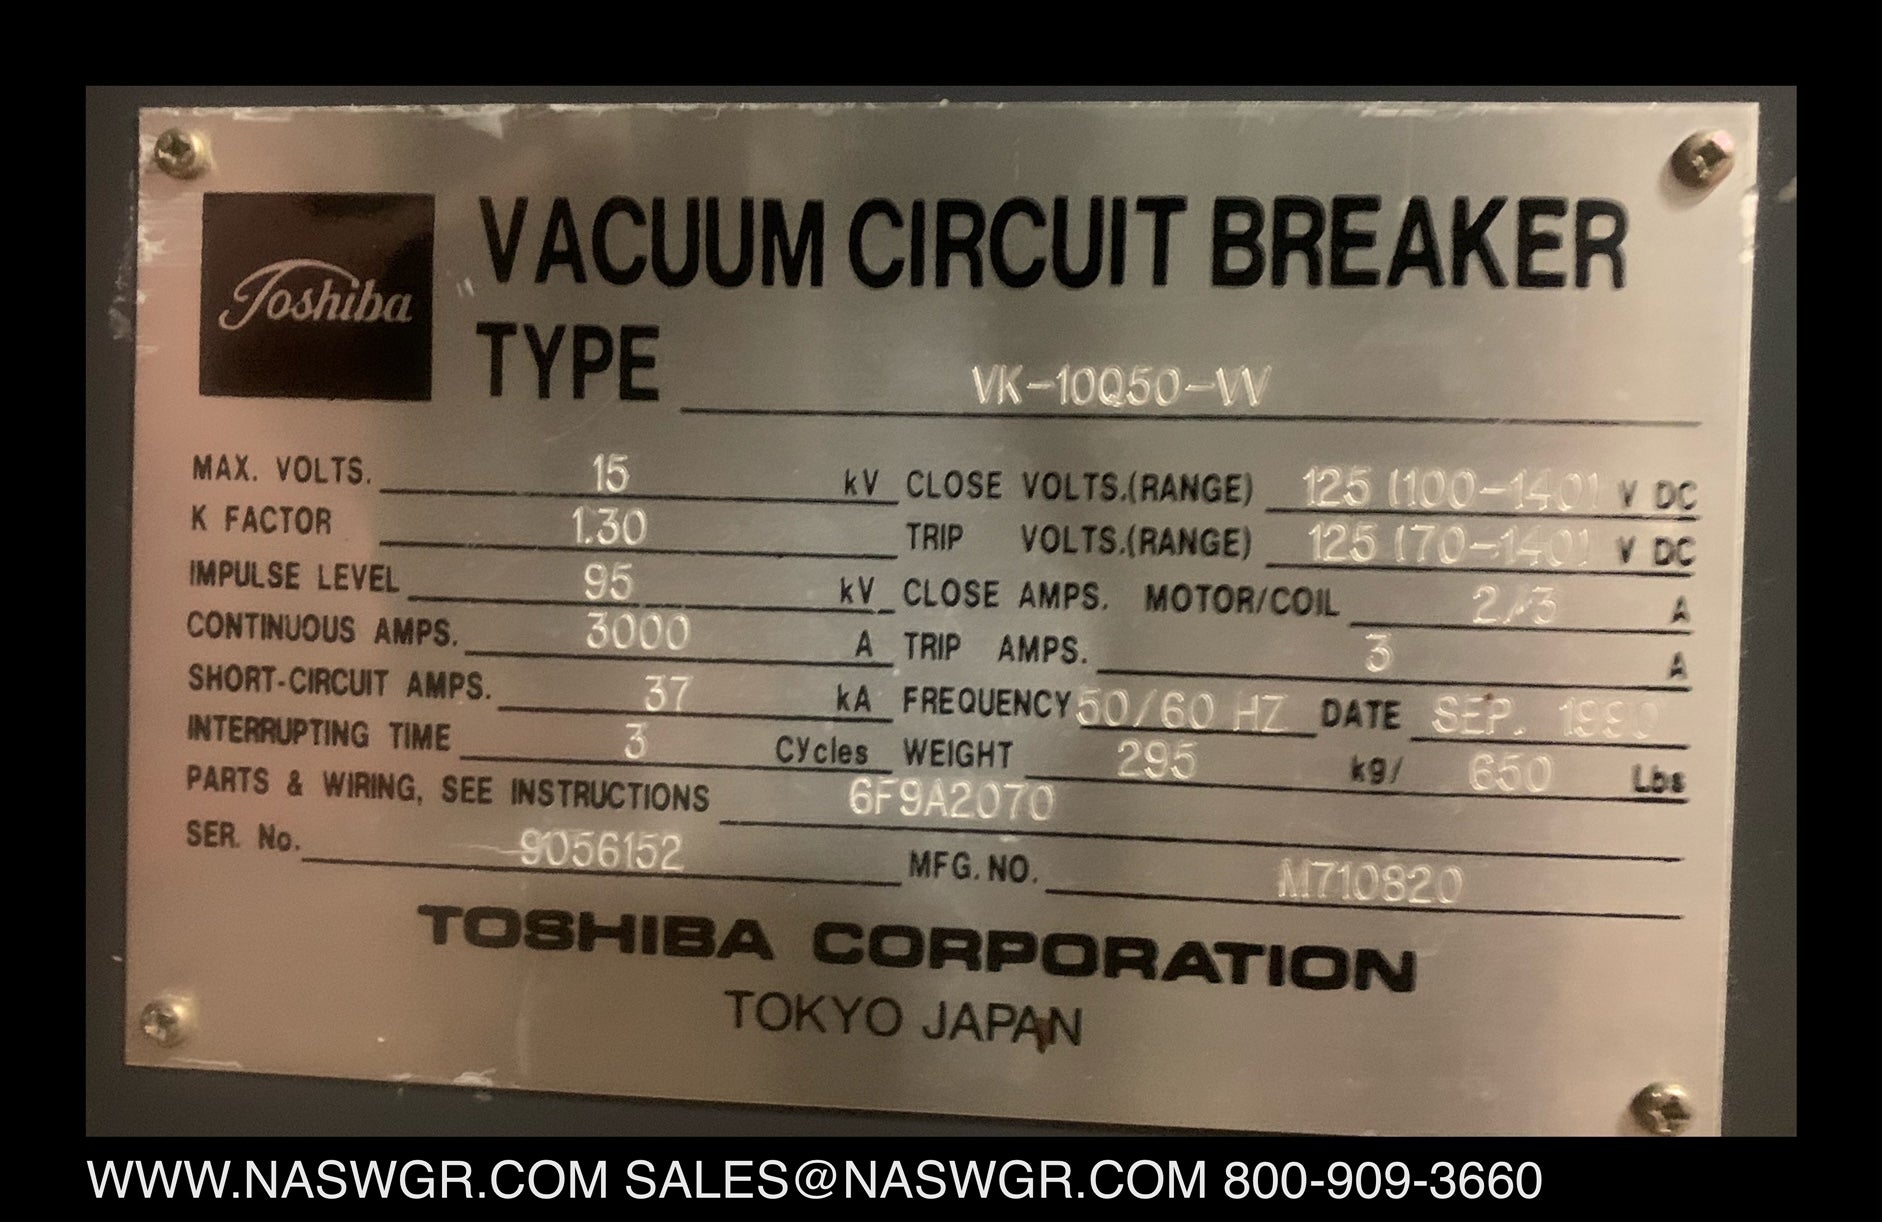 Toshiba
VACUUM CIRCUIT BREAKER
TYPE VK-10Q50-VV
MAX. VOLTS. 15 kV CLOSE VOLTS.(RANGE) 125 (100-140) V DC
K FACTOR 1.30 TRIP VOLTS.(RANGE) 125 (70-140) V DC
IMPULSE LEVEL 95 kV CLOSE AMPS. MOTOR/COIL 2/3 A
CONTINUOUS AMPS. 3000 A TRIP AMPS. 3 A
SHORT-CIRCUIT AMPS. 37 kA FREQUENCY 50/60 HZ DATE SEP. 1990
INTERRUPTING TIME 3 Cycles WEIGHT 295 kg/ 650 Lbs
PARTS & WIRING, SEE INSTRUCTIONS 6F9A2070
SER. No. 9056152 MFG. NO. M710820
TOSHIBA CORPORATION
TOKYO JAPAN
WWW.NASWGR.COM SALES@NASWGR.COM 800-909-3660